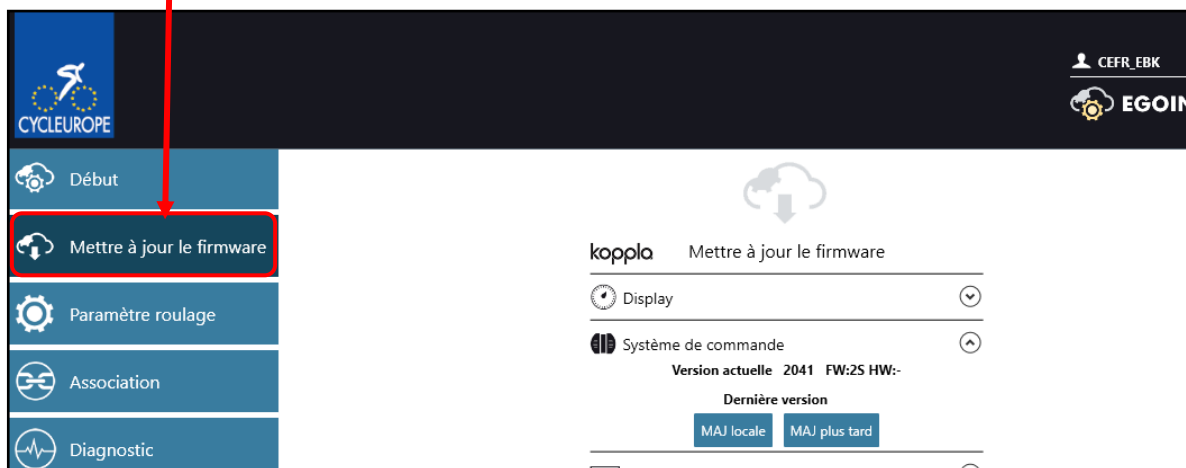 CYCLEUROPE
CEFR_EBK
EGOIN
Début
Mettre à jour le firmware
Paramètre roulage
Association
Diagnostic
koppla Mettre à jour le firmware
Display
Système de commande
Version actuelle 2041 FW:2S HW:-
Dernière version
MAJ locale MAJ plus tard